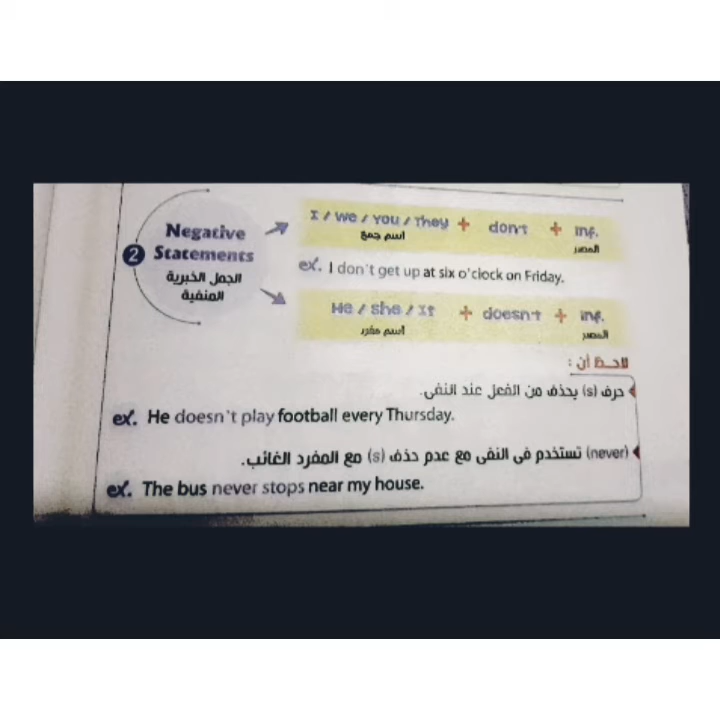 2 Negative Statements
الجمل الخبرية
المنفية
I / We / You / They + don't + inf.
اسم جمع المصدر
ex. I don't get up at six o'clock on Friday.
He / She / It + doesn't + inf.
اسم مفرد المصدر
لاحظ أن :
حرف (s) يحذف من الفعل عند النفى.
ex. He doesn't play football every Thursday.
(never) تستخدم فى النفى مع عدم حذف (s) مع المفرد الغائب.
ex. The bus never stops near my house.